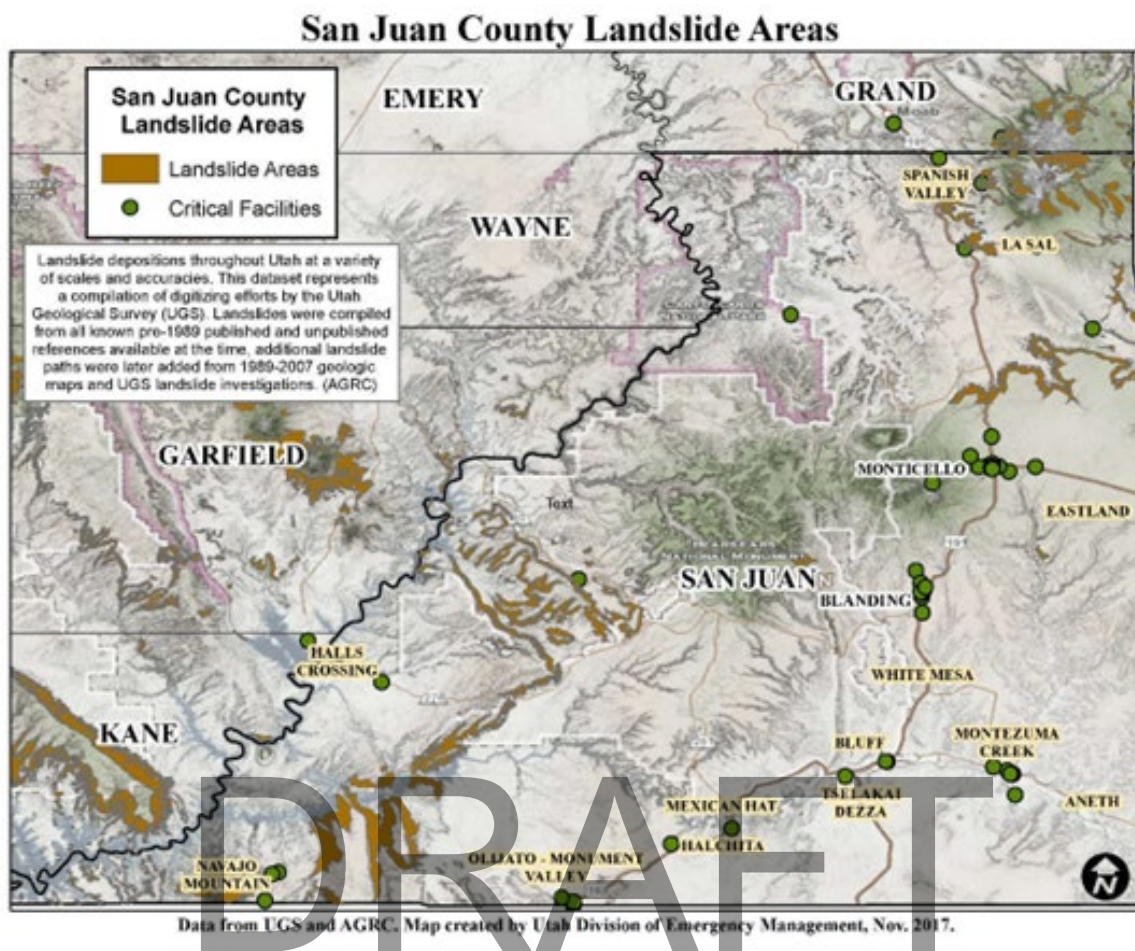 San Juan County Landslide Areas
San Juan County
Landslide Areas
Landslide Areas
Critical Facilities
Landslide depositions throughout Utah at a variety
of scales and accuracies. This dataset represents
a compilation of digitizing efforts by the Utah
Geological Survey (UGS). Landslides were compiled
from all known pre-1989 published and unpublished
references available at the time, additional landslide
paths were later added from 1989-2007 geologic
maps and UGS landslide investigations. (AGRC)
EMERY
GRAND
Moab
SPANISH
VALLEY
WAYNE
LA SAL
GARFIELD
MONTICELLO
Text
EASTLAND
NATIONAL MONUMENT
SAN JUAN
BLANDING
HALLS
CROSSING
WHITE MESA
KANE
BLUFF
MONTEZUMA
CREEK
TSELAKAI
DEZZA
ANETH
MEXICAN HAT
HALCHITA
OLJATO - MONUMENT
VALLEY
NAVAJO
MOUNTAIN
N
DRAFT
Data from UGS and AGRC. Map created by Utah Division of Emergency Management, Nov. 2017.